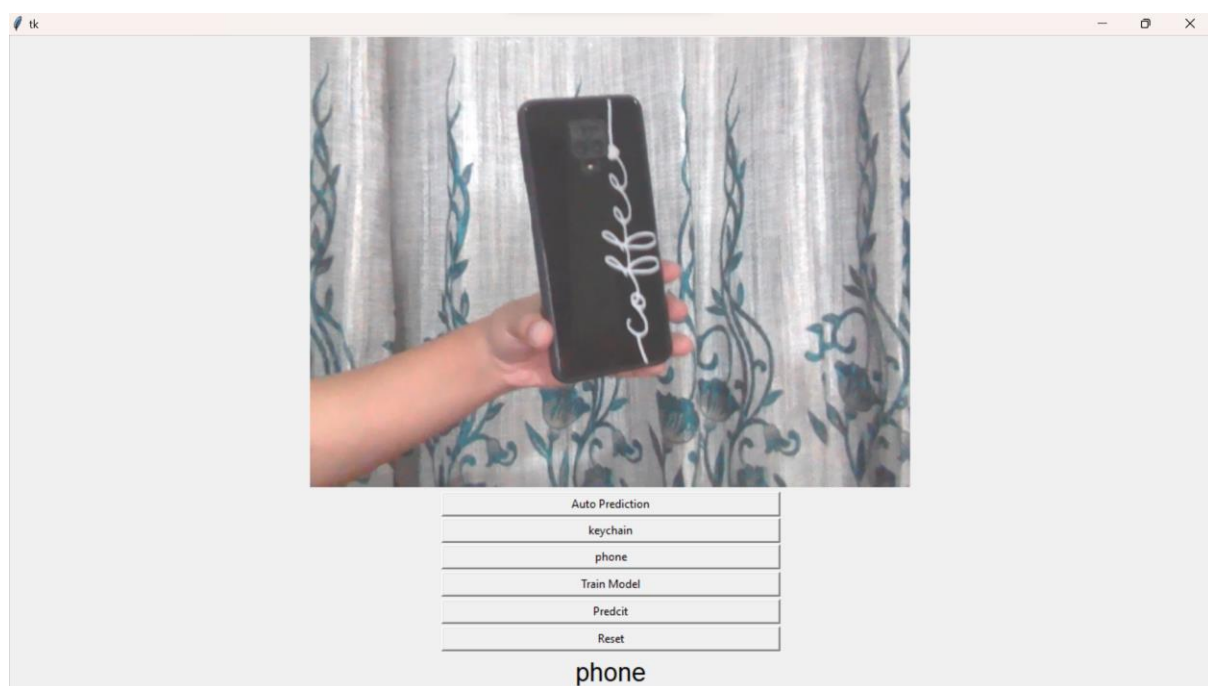 tk
coffee
Auto Prediction
keychain
phone
Train Model
Predcit
Reset
phone